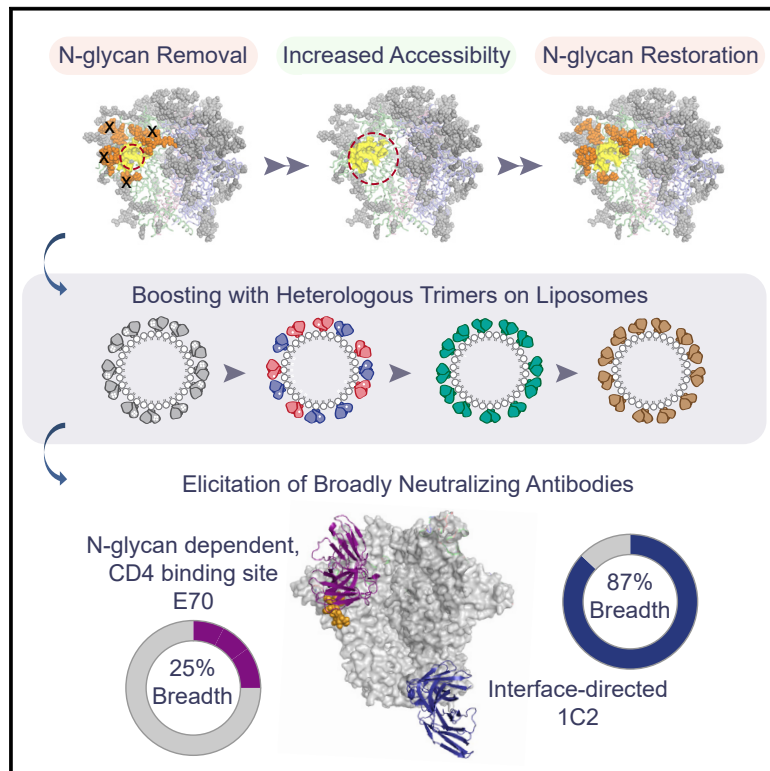 N-glycan Removal
Increased Accessibilty
N-glycan Restoration
X
X
X
X
Boosting with Heterologous Trimers on Liposomes
Elicitation of Broadly Neutralizing Antibodies
N-glycan dependent,
CD4 binding site
E70
25%
Breadth
87%
Breadth
Interface-directed
1C2